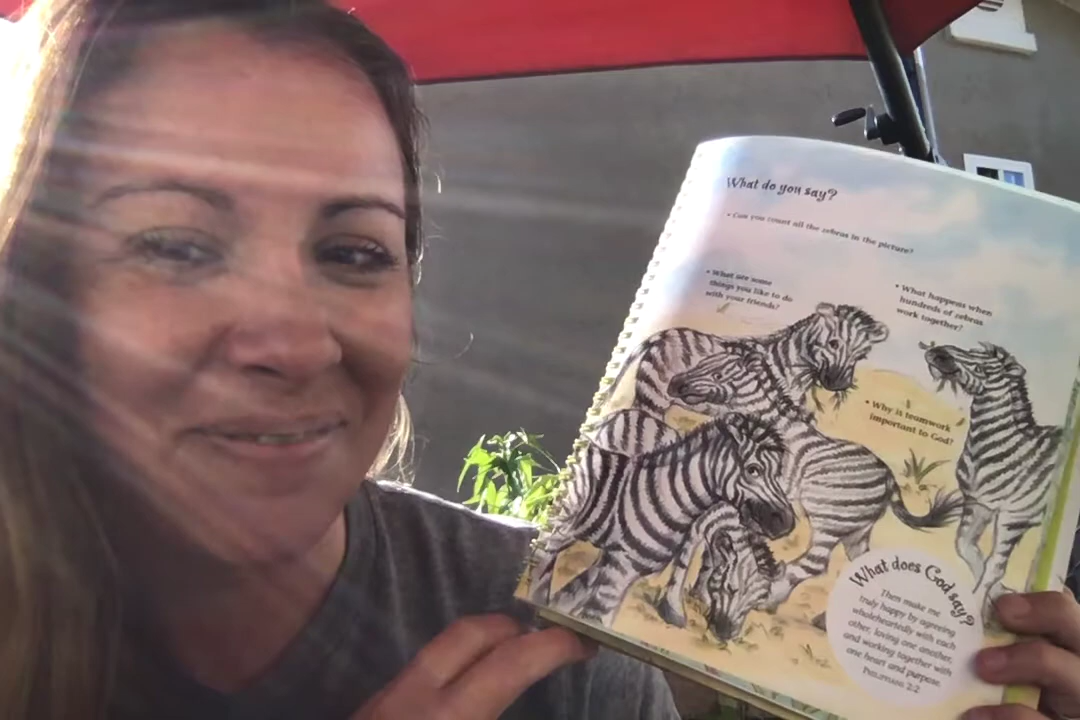 What do you say?
• Can you count all the zebras in the picture?
• What are some
things you like to do
with your friends?
• What happens when
hundreds of zebras
work together?
• Why is teamwork
important to God?
What does God say?
Then make me
truly happy by agreeing
wholeheartedly with each
other, loving one another,
and working together with
one heart and purpose.
PHILIPPIANS 2:2